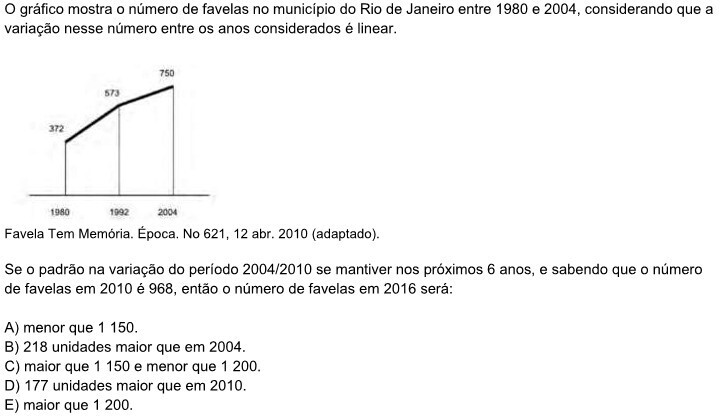 O gráfico mostra o número de favelas no município do Rio de Janeiro entre 1980 e 2004, considerando que a
variação nesse número entre os anos considerados é linear.
750
573
372
1980 1992 2004
Favela Tem Memória. Época. No 621, 12 abr. 2010 (adaptado).
Se o padrão na variação do período 2004/2010 se mantiver nos próximos 6 anos, e sabendo que o número
de favelas em 2010 é 968, então o número de favelas em 2016 será:
A) menor que 1 150.
B) 218 unidades maior que em 2004.
C) maior que 1 150 e menor que 1 200.
D) 177 unidades maior que em 2010.
E) maior que 1 200.